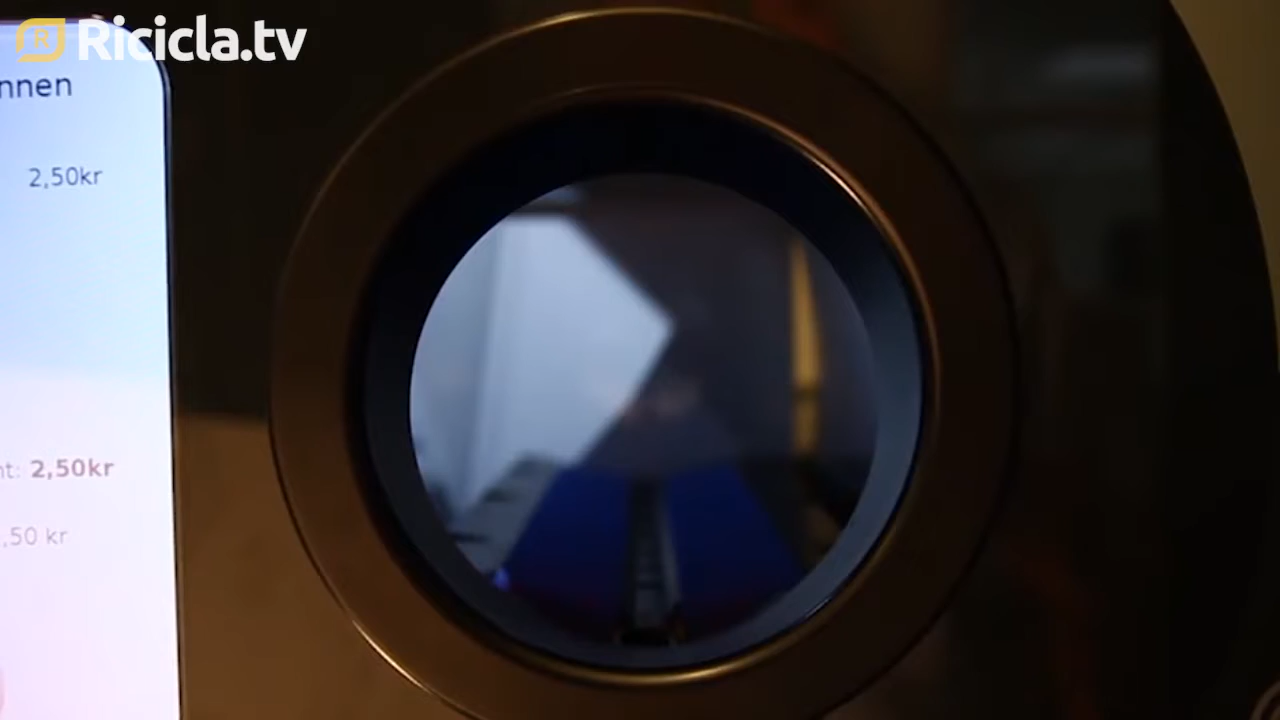 Ricicla.tv
nnen
2,50kr
nt: 2,50kr
,50 kr